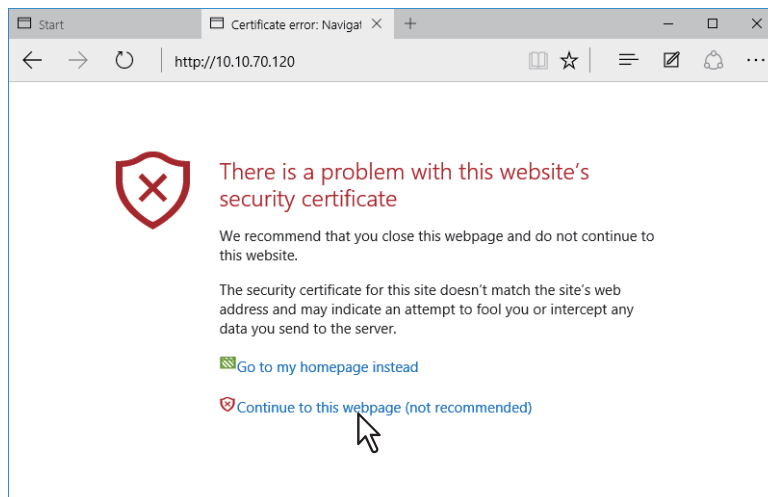 Start
Certificate error: Navigat
http://10.10.70.120
There is a problem with this website's
security certificate
We recommend that you close this webpage and do not continue to
this website.
The security certificate for this site doesn't match the site's web
address and may indicate an attempt to fool you or intercept any
data you send to the server.
Go to my homepage instead
Continue to this webpage (not recommended)